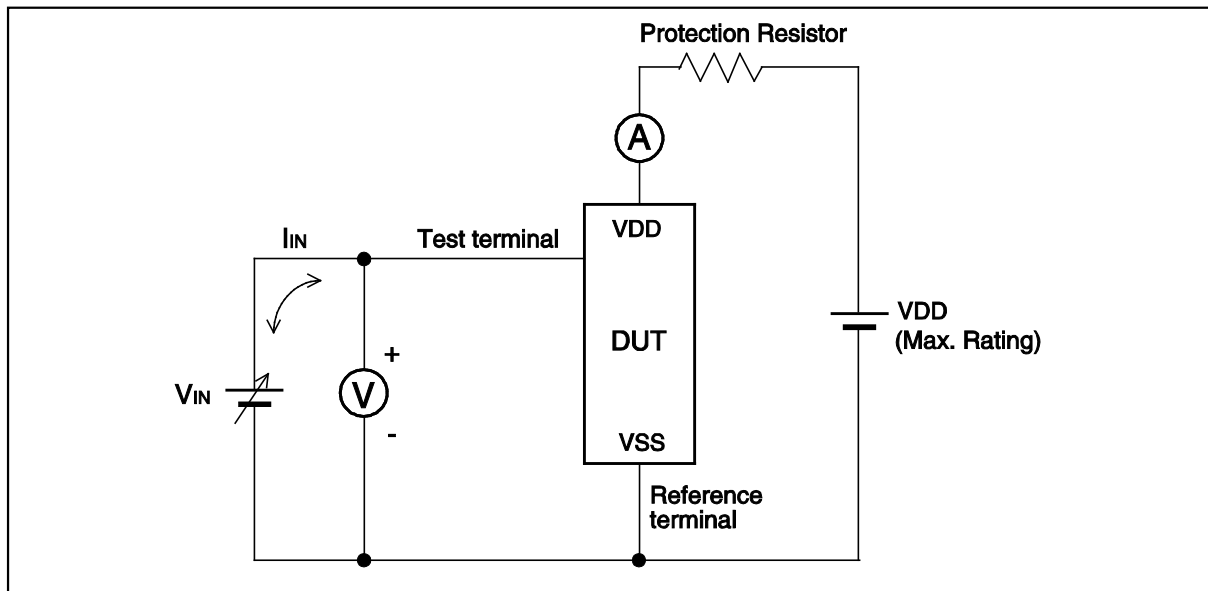 Protection Resistor
A
VDD
IIN
Test terminal
VDD
(Max. Rating)
DUT
+
VIN
V
-
VSS
Reference
terminal